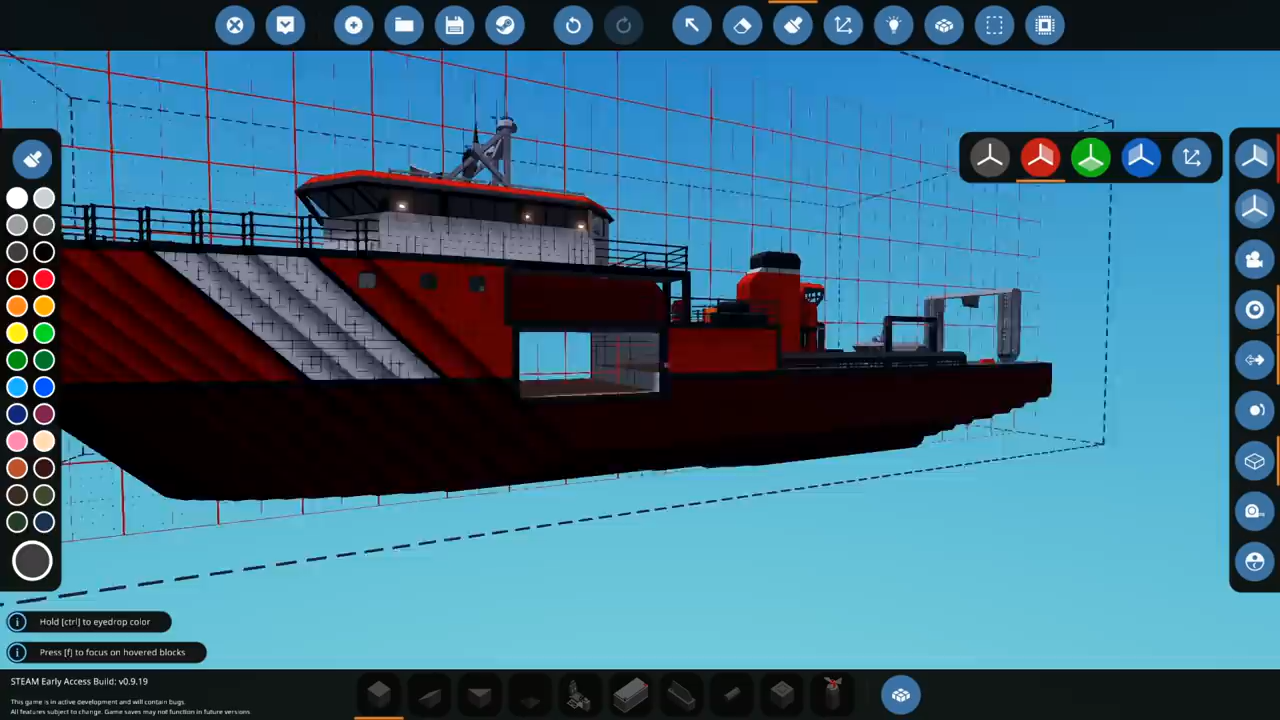 Hold [ctrl] to eyedrop color
Press [f] to focus on hovered blocks
STEAM Early Access Build: v0.9.19
This game is in active development and will contain bugs.
All features subject to change. Game saves may not function in future versions